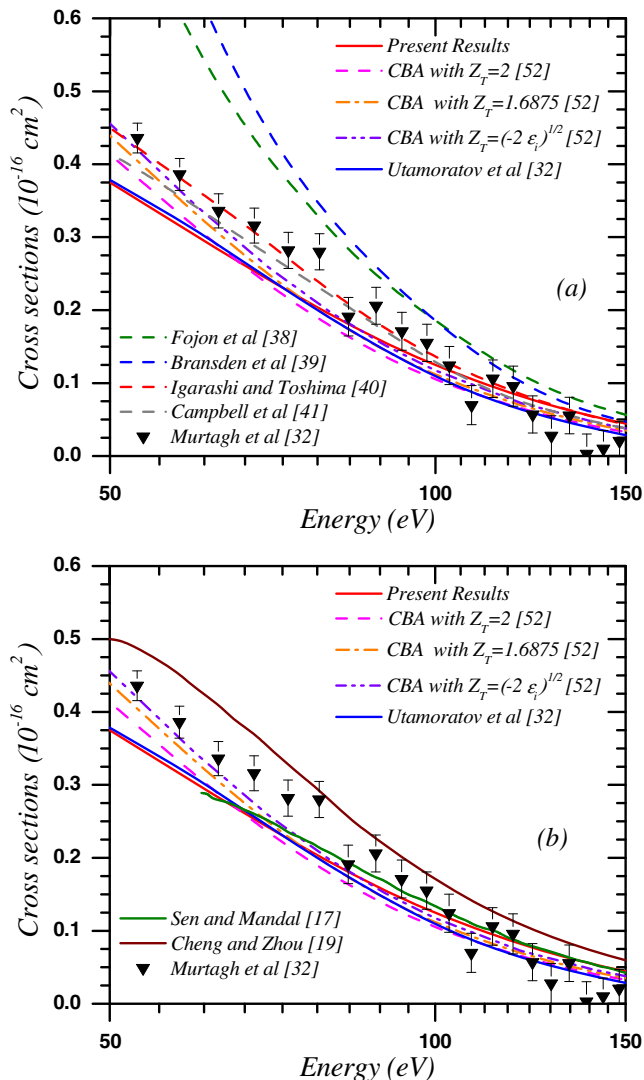 0.6
0.5
0.4
0.3
0.2
0.1
0.0
Cross sections (10⁻¹⁶ cm²)
Present Results
CBA with Z_T=2 [52]
CBA with Z_T=1.6875 [52]
CBA with Z_T=(-2 ε_i)^1/2 [52]
Utamoratov et al [32]
(a)
Fojon et al [38]
Bransden et al [39]
Igarashi and Toshima [40]
Campbell et al [41]
Murtagh et al [32]
50 100 150
Energy (eV)
0.6
0.5
0.4
0.3
0.2
0.1
0.0
Cross sections (10⁻¹⁶ cm²)
Present Results
CBA with Z_T=2 [52]
CBA with Z_T=1.6875 [52]
CBA with Z_T=(-2 ε_i)^1/2 [52]
Utamoratov et al [32]
(b)
Sen and Mandal [17]
Cheng and Zhou [19]
Murtagh et al [32]
50 100 150
Energy (eV)